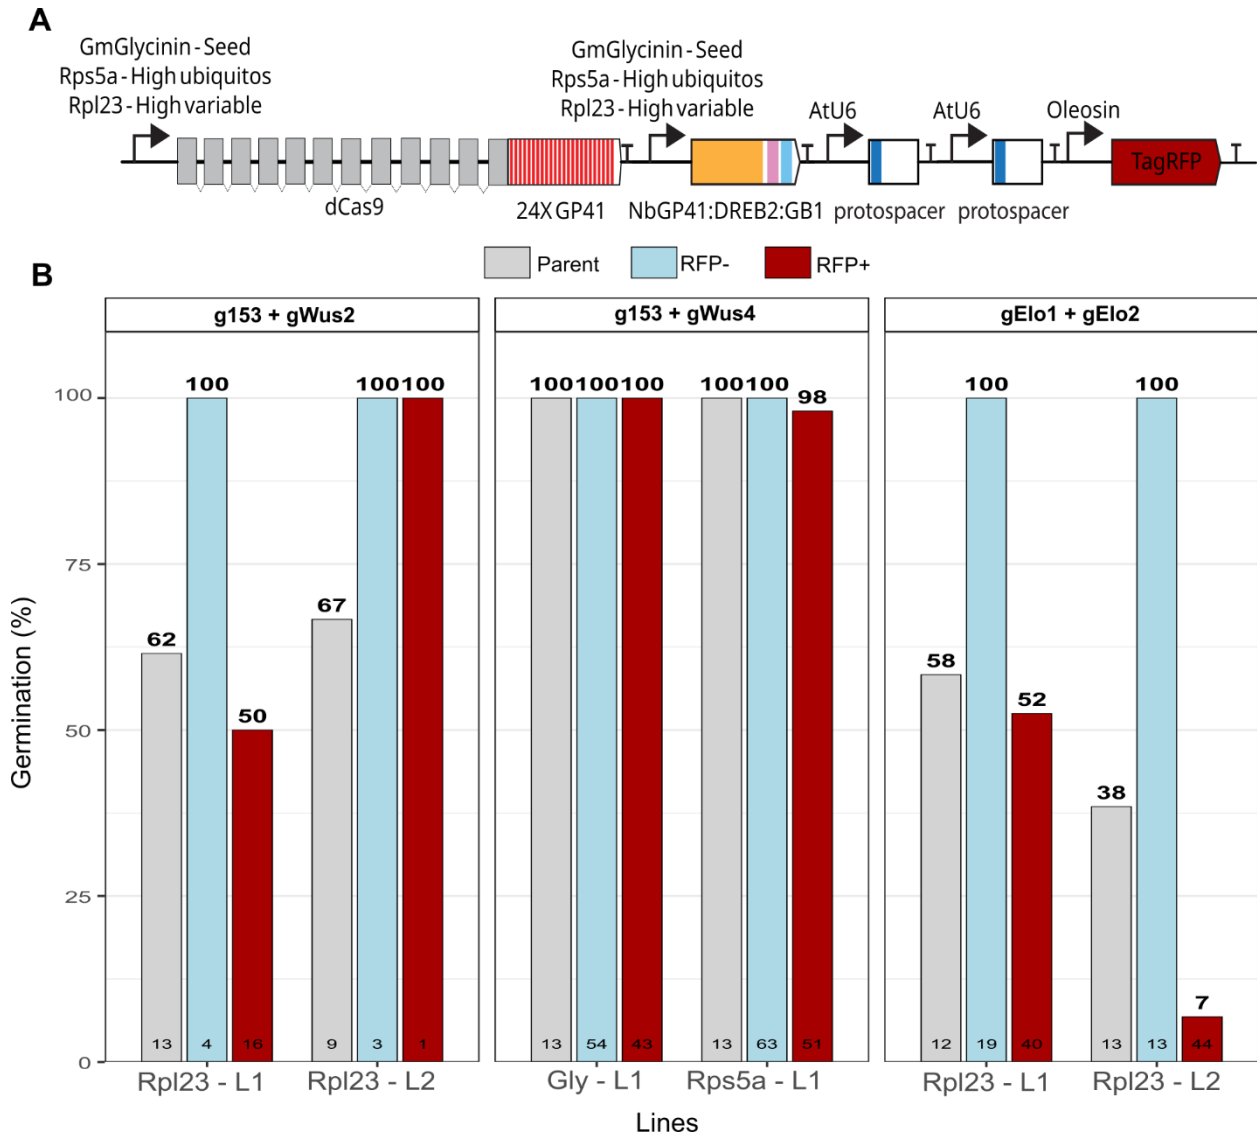 A
GmGlycinin - Seed
Rps5a - High ubiquitos
Rpl23 - High variable
GmGlycinin - Seed
Rps5a - High ubiquitos
Rpl23 - High variable
AtU6
AtU6
Oleosin
TagRFP
dCas9
24X GP41
NbGP41:DREB2:GB1
protospacer
protospacer
Parent
RFP-
RFP+
B
g153 + gWus2
g153 + gWus4
gElo1 + gElo2
Germination (%)
100
75
50
25
0
62
100
50
67
100
100
100
100
100
100
100
98
58
100
52
38
100
7
13
4
16
9
3
1
13
54
43
13
63
51
12
19
40
13
13
44
Rpl23 - L1
Rpl23 - L2
Gly - L1
Rps5a - L1
Rpl23 - L1
Rpl23 - L2
Lines